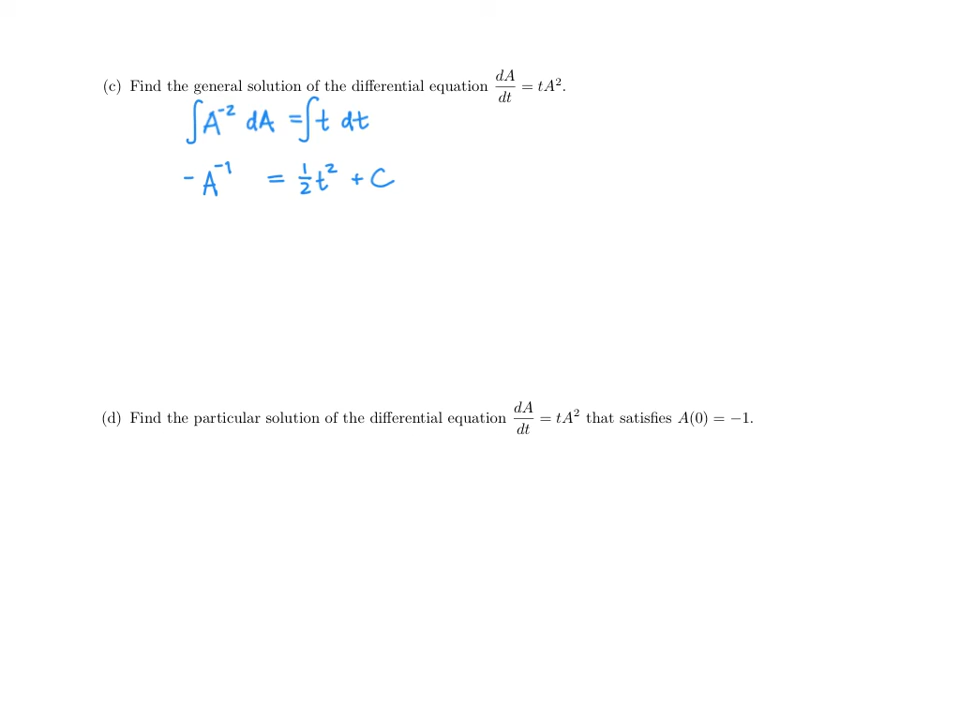 (c) Find the general solution of the differential equation dA/dt = tA².
∫A⁻² dA = ∫t dt
- A⁻¹ = ½t² + C
(d) Find the particular solution of the differential equation dA/dt = tA² that satisfies A(0) = −1.